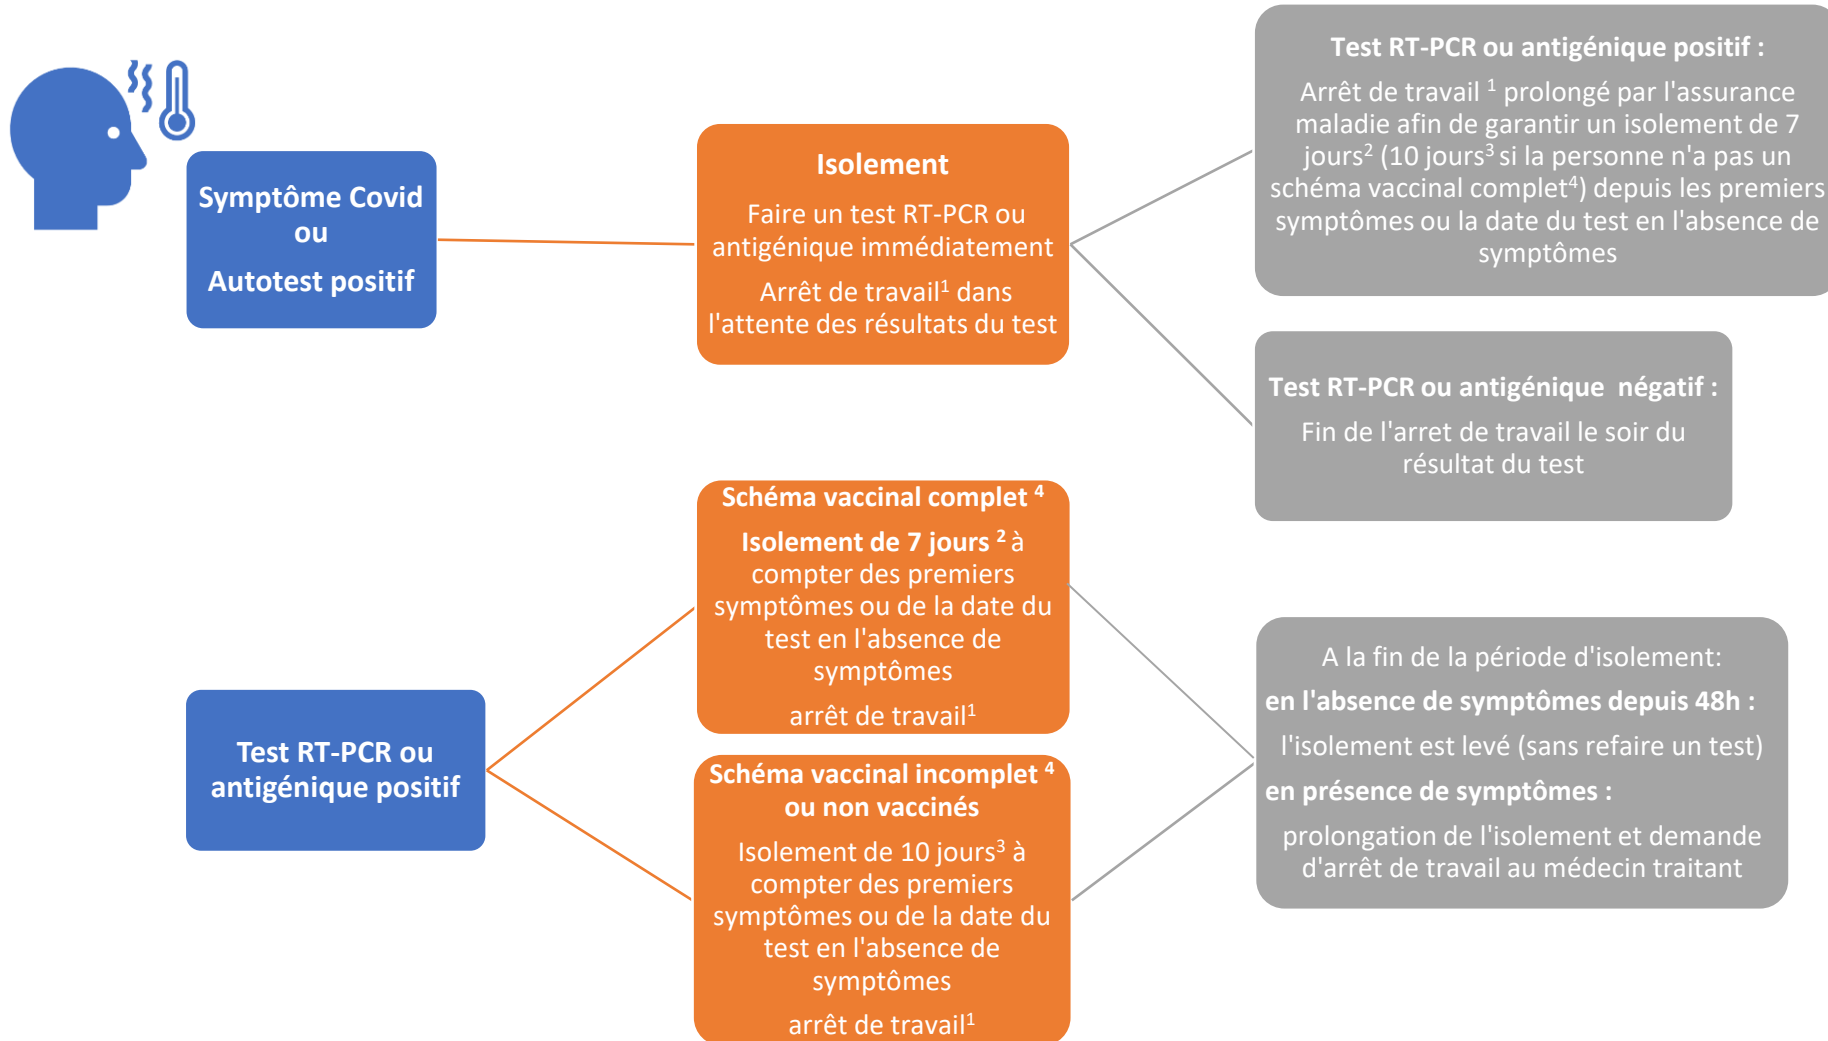 Symptôme Covid
ou
Autotest positif
Isolement
Faire un test RT-PCR ou
antigénique immédiatement
Arrêt de travail¹ dans
l'attente des résultats du test
Test RT-PCR ou antigénique positif :
Arrêt de travail ¹ prolongé par l'assurance
maladie afin de garantir un isolement de 7
jours² (10 jours³ si la personne n'a pas un
schéma vaccinal complet⁴) depuis les premiers
symptômes ou la date du test en l'absence de
symptômes
Test RT-PCR ou antigénique négatif :
Fin de l'arret de travail le soir du
résultat du test
Test RT-PCR ou
antigénique positif
Schéma vaccinal complet ⁴
Isolement de 7 jours ² à
compter des premiers
symptômes ou de la date du
test en l'absence de
symptômes
arrêt de travail¹
Schéma vaccinal incomplet ⁴
ou non vaccinés
Isolement de 10 jours³ à
compter des premiers
symptômes ou de la date du
test en l'absence de
symptômes
arrêt de travail¹
A la fin de la période d'isolement:
en l'absence de symptômes depuis 48h :
l'isolement est levé (sans refaire un test)
en présence de symptômes :
prolongation de l'isolement et demande
d'arrêt de travail au médecin traitant